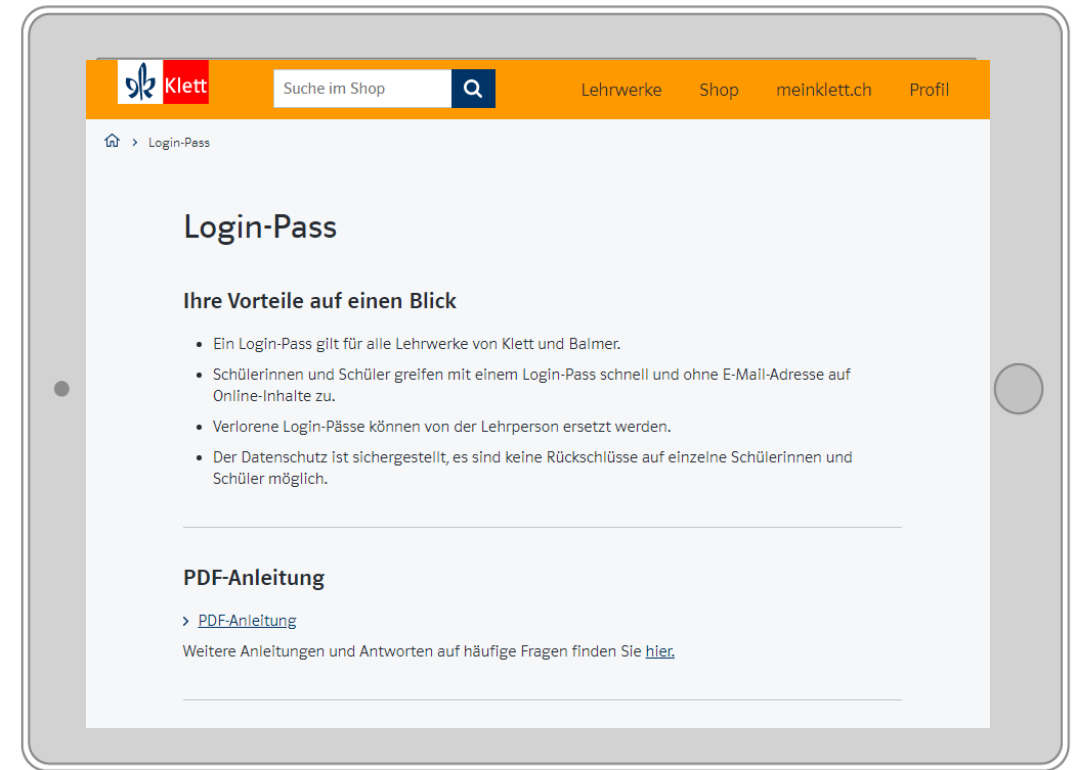 Klett
Suche im Shop
Lehrwerke Shop meinklett.ch Profil
> Login-Pass
Login-Pass
Ihre Vorteile auf einen Blick
• Ein Login-Pass gilt für alle Lehrwerke von Klett und Balmer.
• Schülerinnen und Schüler greifen mit einem Login-Pass schnell und ohne E-Mail-Adresse auf
Online-Inhalte zu.
• Verlorene Login-Pässe können von der Lehrperson ersetzt werden.
• Der Datenschutz ist sichergestellt, es sind keine Rückschlüsse auf einzelne Schülerinnen und
Schüler möglich.
PDF-Anleitung
> PDF-Anleitung
Weitere Anleitungen und Antworten auf häufige Fragen finden Sie hier.